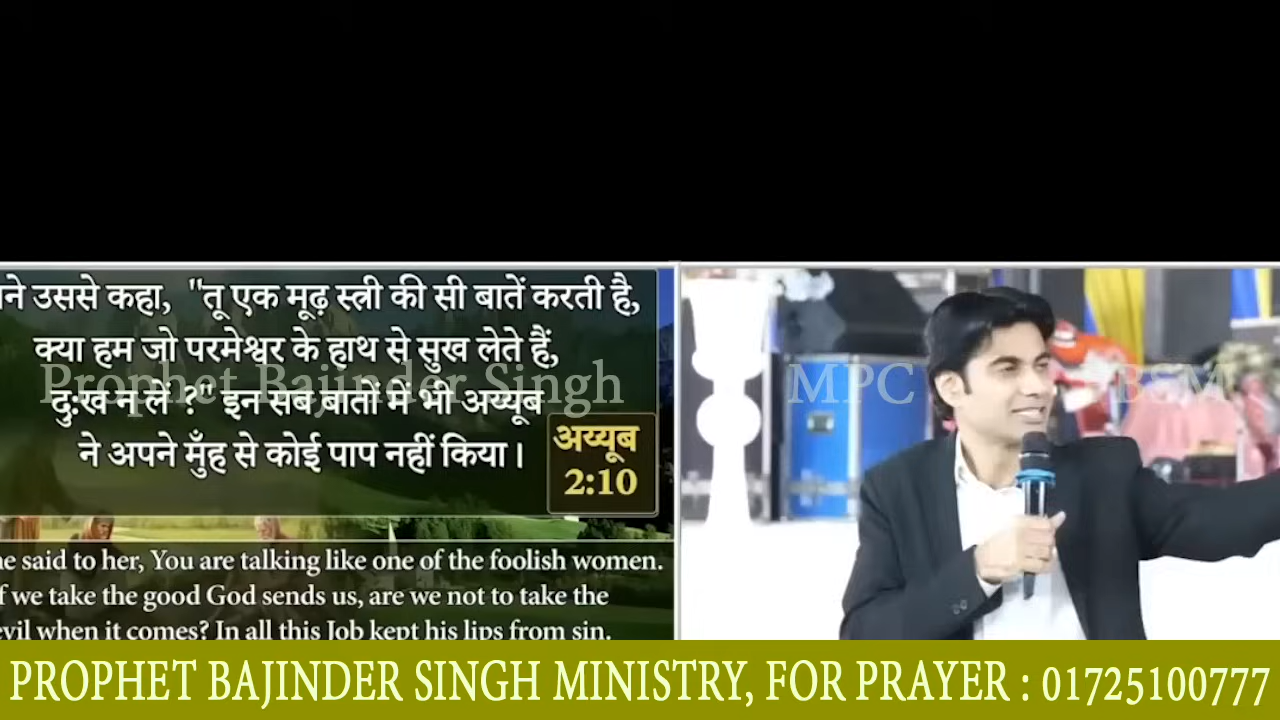 ने उससे कहा, "तू एक मूढ़ स्त्री की सी बातें करती है,
क्या हम जो परमेश्वर के हाथ से सुख लेते हैं,
दुःख न लें ?" इन सब बातों में भी अय्यूब
ने अपने मुँह से कोई पाप नहीं किया।
अय्यूब
2:10
Prophet Bajinder Singh
MPC
BSM
he said to her, You are talking like one of the foolish women.
f we take the good God sends us, are we not to take the
evil when it comes? In all this Job kept his lips from sin.
PROPHET BAJINDER SINGH MINISTRY, FOR PRAYER : 01725100777